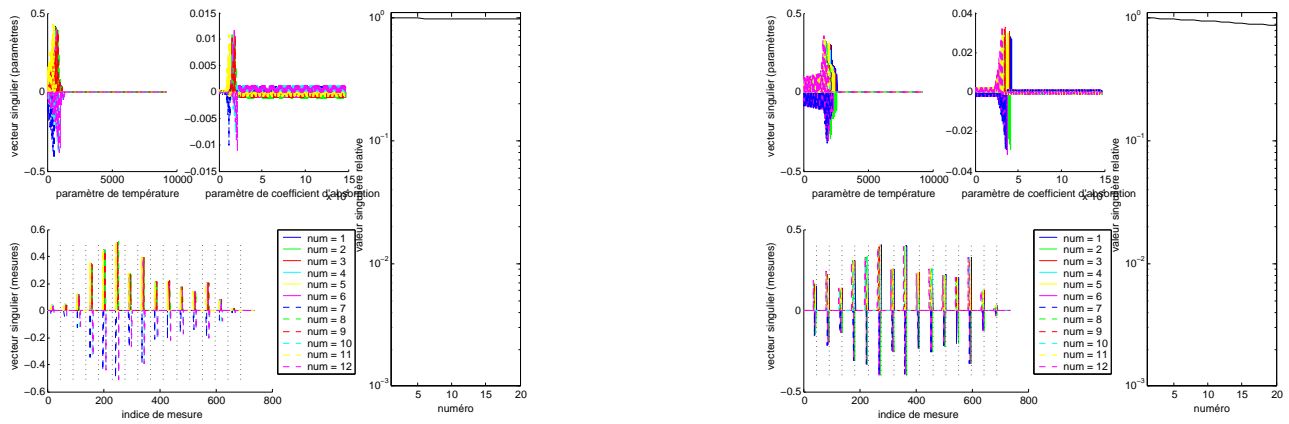 vecteur singulier (paramètres)
0.5
0
−0.5
0
5000
10000
paramètre de température
0.015
0.01
0.005
0
−0.005
−0.01
−0.015
0
5
10
15
paramètre de coefficient d'absorption
valeur singulière relative
10^0
10^−1
10^−2
10^−3
5
10
15
20
numéro
vecteur singulier (mesures)
0.6
0.4
0.2
0
−0.2
−0.4
−0.6
0
200
400
600
800
indice de mesure
num = 1
num = 2
num = 3
num = 4
num = 5
num = 6
num = 7
num = 8
num = 9
num = 10
num = 11
num = 12
vecteur singulier (paramètres)
0.5
0
−0.5
0
5000
10000
paramètre de température
0.04
0.02
0
−0.02
−0.04
0
5
10
15
paramètre de coefficient d'absorption
valeur singulière relative
10^0
10^−1
10^−2
10^−3
5
10
15
20
numéro
vecteur singulier (mesures)
0.5
0
−0.5
0
200
400
600
800
indice de mesure
num = 1
num = 2
num = 3
num = 4
num = 5
num = 6
num = 7
num = 8
num = 9
num = 10
num = 11
num = 12